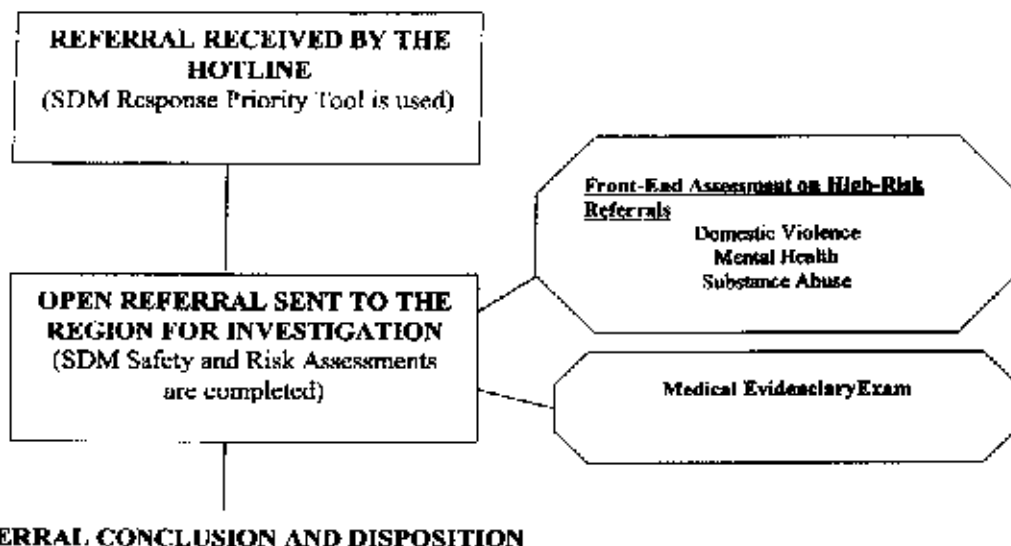 REFERRAL RECEIVED BY THE
HOTLINE
(SDM Response Priority Tool is used)
Front-End Assessment on High-Risk
Referrals
Domestic Violence
Mental Health
Substance Abuse
OPEN REFERRAL SENT TO THE
REGION FOR INVESTIGATION
(SDM Safety and Risk Assessments
are completed)
Medical Evidenciary Exam
ERRAL CONCLUSION AND DISPOSITION